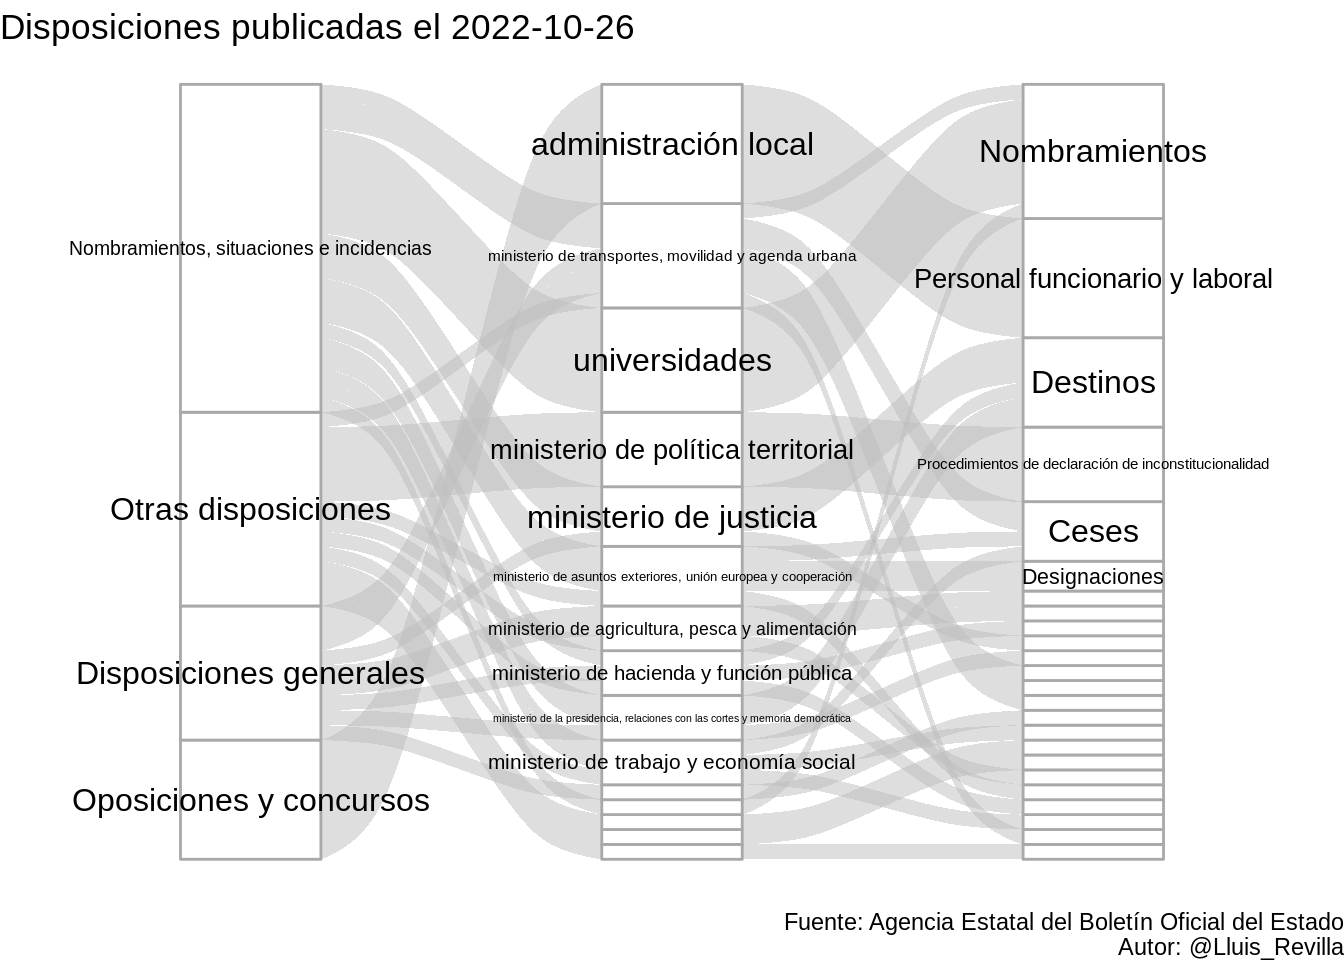 Disposiciones publicadas el 2022-10-26
Nombramientos, situaciones e incidencias
Otras disposiciones
Disposiciones generales
Oposiciones y concursos
administración local
ministerio de transportes, movilidad y agenda urbana
universidades
ministerio de política territorial
ministerio de justicia
ministerio de asuntos exteriores, unión europea y cooperación
ministerio de agricultura, pesca y alimentación
ministerio de hacienda y función pública
ministerio de la presidencia, relaciones con las cortes y memoria democrática
ministerio de trabajo y economía social
Nombramientos
Personal funcionario y laboral
Destinos
Procedimientos de declaración de inconstitucionalidad
Ceses
Designaciones
Fuente: Agencia Estatal del Boletín Oficial del Estado
Autor: @Lluis_Revilla